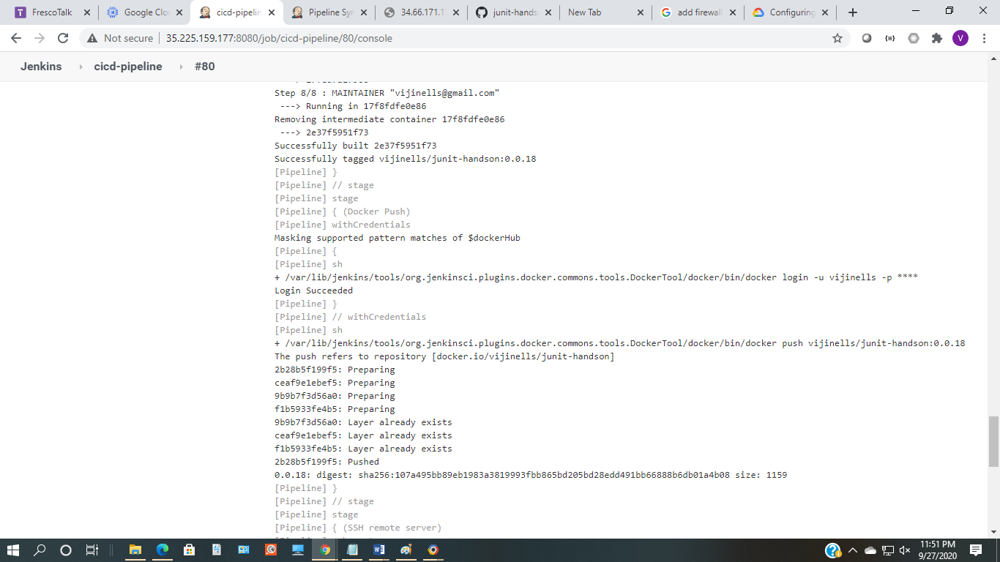 FrescoTalk
Google Clo
cicd-pipelin
Pipeline Syn
34.66.171.1
junit-hands
New Tab
add firewall
Configuring
Not secure
35.225.159.177:8080/job/cicd-pipeline/80/console
V
Jenkins
cicd-pipeline
#80
Step 8/8 : MAINTAINER "vijinells@gmail.com"
---> Running in 17f8fdfe0e86
Removing intermediate container 17f8fdfe0e86
---> 2e37f5951f73
Successfully built 2e37f5951f73
Successfully tagged vijinells/junit-handson:0.0.18
[Pipeline] }
[Pipeline] // stage
[Pipeline] stage
[Pipeline] { (Docker Push)
[Pipeline] withCredentials
Masking supported pattern matches of $dockerHub
[Pipeline] {
[Pipeline] sh
+ /var/lib/jenkins/tools/org.jenkinsci.plugins.docker.commons.tools.DockerTool/docker/bin/docker login -u vijinells -p ****
Login Succeeded
[Pipeline] }
[Pipeline] // withCredentials
[Pipeline] sh
+ /var/lib/jenkins/tools/org.jenkinsci.plugins.docker.commons.tools.DockerTool/docker/bin/docker push vijinells/junit-handson:0.0.18
The push refers to repository [docker.io/vijinells/junit-handson]
2b28b5f199f5: Preparing
ceaf9e1ebef5: Preparing
9b9b7f3d56a0: Preparing
f1b5933fe4b5: Preparing
9b9b7f3d56a0: Layer already exists
ceaf9e1ebef5: Layer already exists
f1b5933fe4b5: Layer already exists
2b28b5f199f5: Pushed
0.0.18: digest: sha256:107a495bb89eb1983a3819993fbb865bd205bd28edd491bb66888b6db01a4b08 size: 1159
[Pipeline] }
[Pipeline] // stage
[Pipeline] stage
[Pipeline] { (SSH remote server)
11:51 PM
9/27/2020